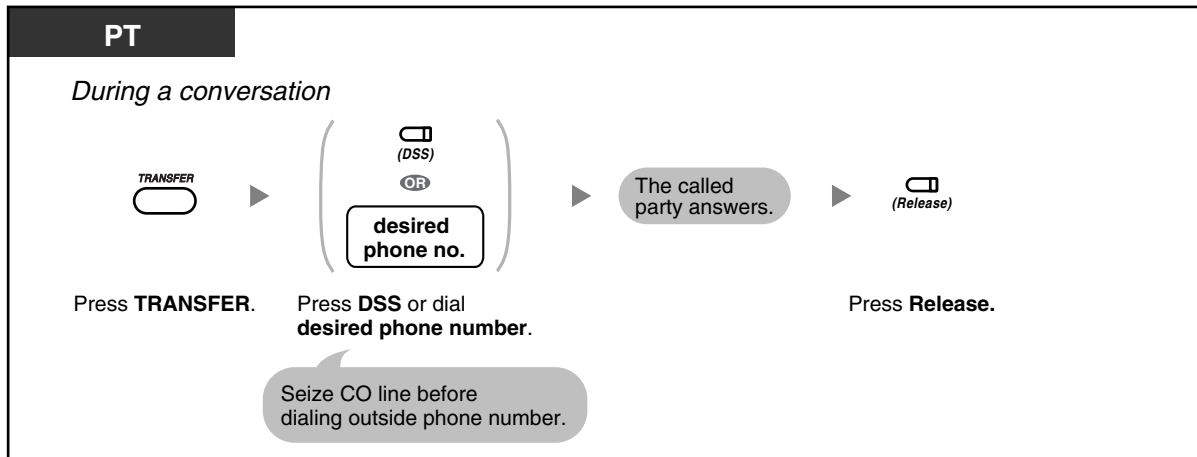 PT
During a conversation
TRANSFER
(DSS)
OR
desired
phone no.
The called
party answers.
(Release)
Press TRANSFER.
Press DSS or dial
desired phone number.
Press Release.
Seize CO line before
dialing outside phone number.